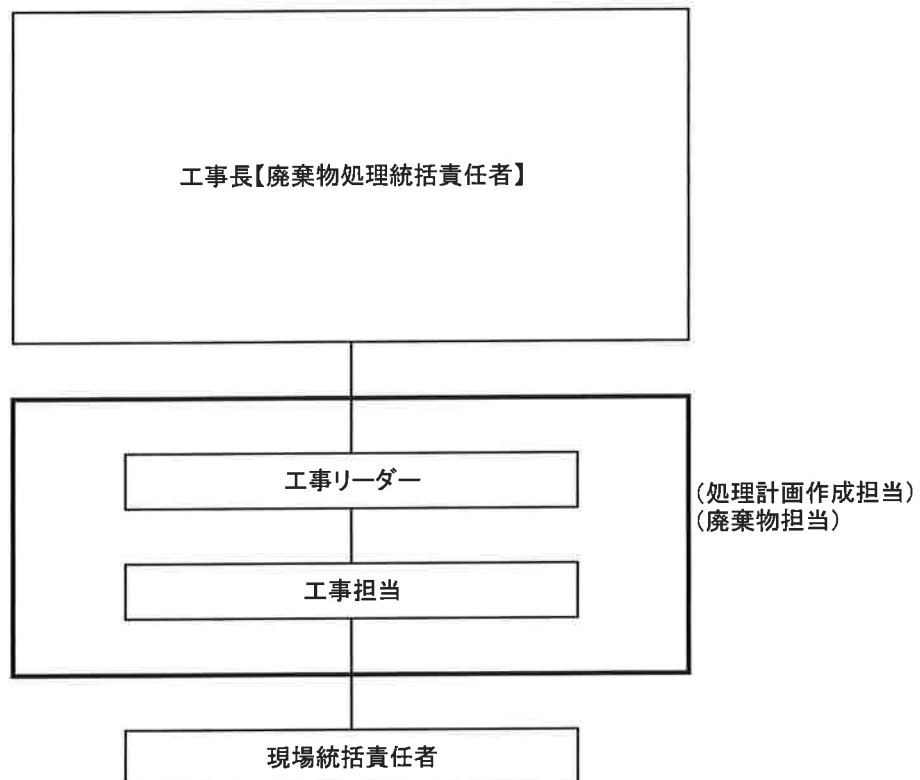 工事長【廃棄物処理統括責任者】
工事リーダー
(処理計画作成担当)
(廃棄物担当)
工事担当
現場統括責任者